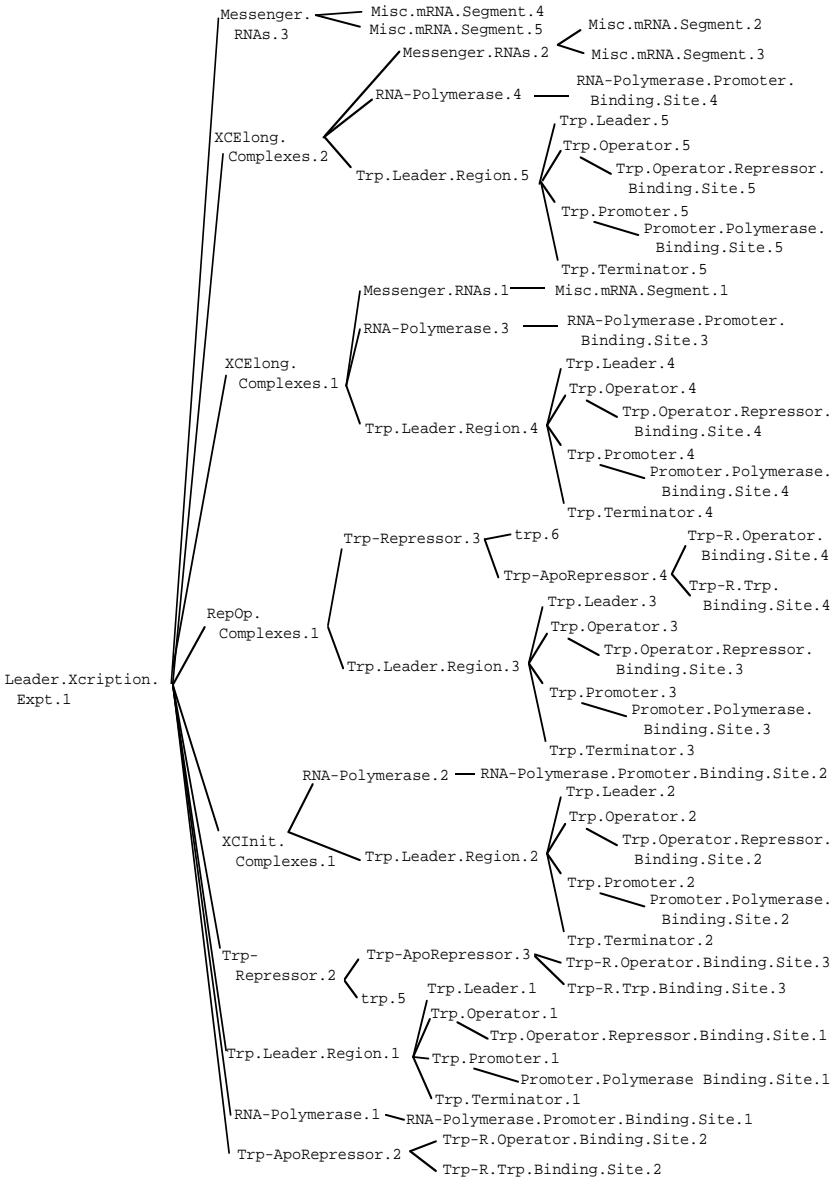 Messenger.
RNAs.3
Misc.mRNA.Segment.4
Misc.mRNA.Segment.5
Messenger.RNAs.2
Misc.mRNA.Segment.2
Misc.mRNA.Segment.3
RNA-Polymerase.4
RNA-Polymerase.Promoter.
Binding.Site.4
XCElong.
Complexes.2
Trp.Leader.Region.5
Trp.Leader.5
Trp.Operator.5
Trp.Operator.Repressor.
Binding.Site.5
Trp.Promoter.5
Promoter.Polymerase.
Binding.Site.5
Trp.Terminator.5
Messenger.RNAs.1
Misc.mRNA.Segment.1
RNA-Polymerase.3
RNA-Polymerase.Promoter.
Binding.Site.3
XCElong.
Complexes.1
Trp.Leader.Region.4
Trp.Leader.4
Trp.Operator.4
Trp.Operator.Repressor.
Binding.Site.4
Trp.Promoter.4
Promoter.Polymerase.
Binding.Site.4
Trp.Terminator.4
Trp-Repressor.3
trp.6
Trp-ApoRepressor.4
Trp-R.Operator.
Binding.Site.4
Trp-R.Trp.
Binding.Site.4
RepOp.
Complexes.1
Trp.Leader.Region.3
Trp.Leader.3
Trp.Operator.3
Trp.Operator.Repressor.
Binding.Site.3
Trp.Promoter.3
Promoter.Polymerase.
Binding.Site.3
Trp.Terminator.3
Leader.Xcription.
Expt.1
RNA-Polymerase.2
RNA-Polymerase.Promoter.Binding.Site.2
XCInit.
Complexes.1
Trp.Leader.Region.2
Trp.Leader.2
Trp.Operator.2
Trp.Operator.Repressor.
Binding.Site.2
Trp.Promoter.2
Promoter.Polymerase.
Binding.Site.2
Trp.Terminator.2
Trp-
Repressor.2
Trp-ApoRepressor.3
Trp-R.Operator.Binding.Site.3
Trp-R.Trp.Binding.Site.3
trp.5
Trp.Leader.Region.1
Trp.Leader.1
Trp.Operator.1
Trp.Operator.Repressor.Binding.Site.1
Trp.Promoter.1
Promoter.Polymerase Binding.Site.1
Trp.Terminator.1
RNA-Polymerase.1
RNA-Polymerase.Promoter.Binding.Site.1
Trp-ApoRepressor.2
Trp-R.Operator.Binding.Site.2
Trp-R.Trp.Binding.Site.2